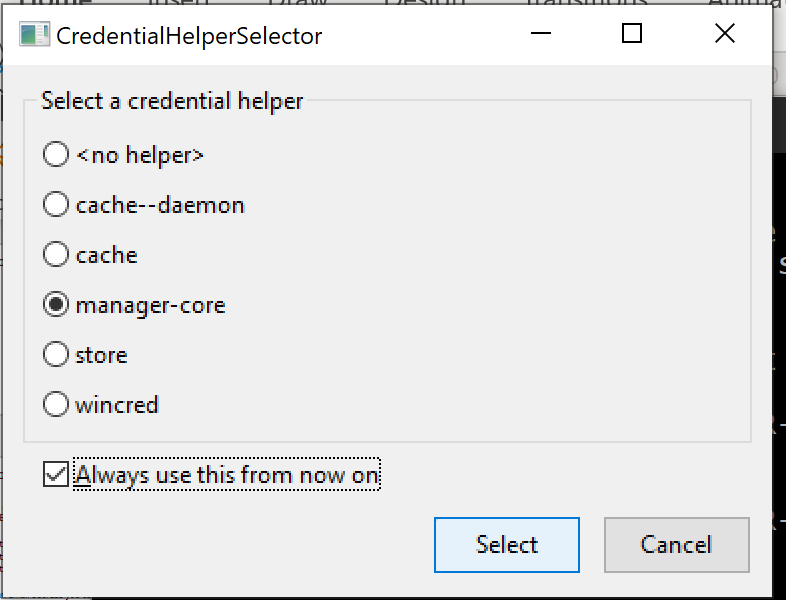 CredentialHelperSelector
Select a credential helper
<no helper>
cache--daemon
cache
manager-core
store
wincred
Always use this from now on
Select
Cancel